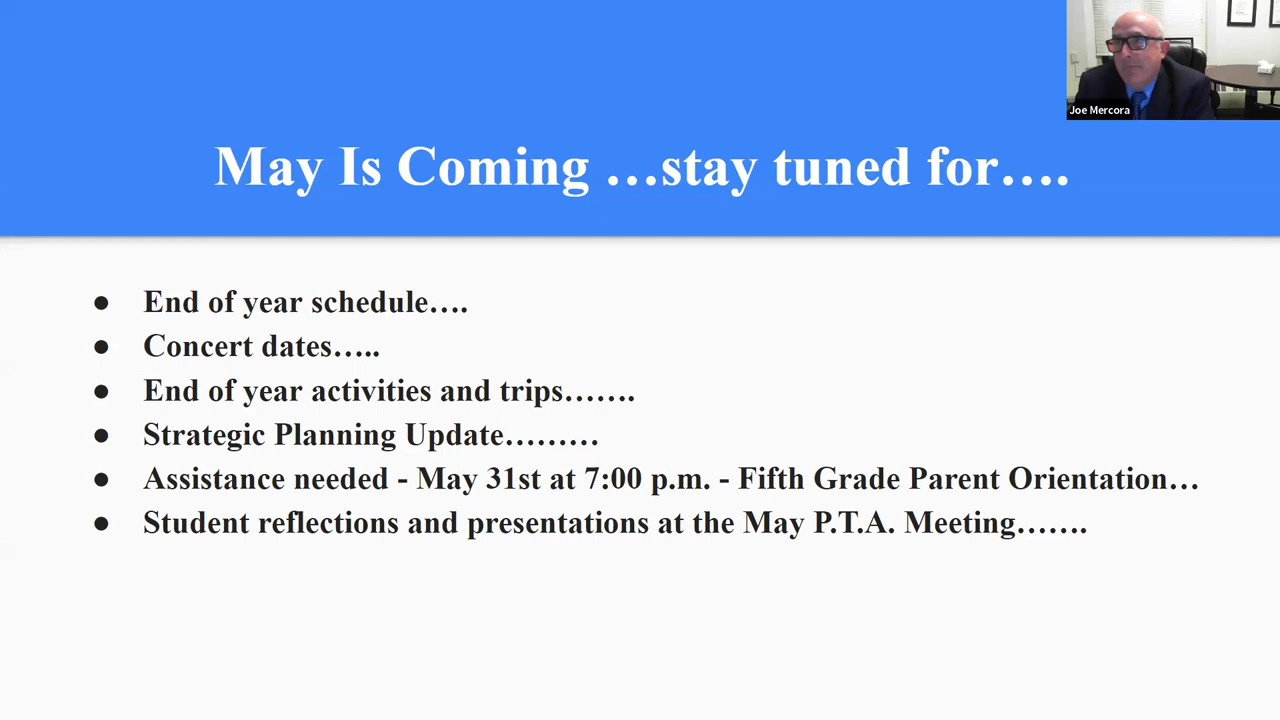 Joe Mercora
May Is Coming …stay tuned for….
● End of year schedule….
● Concert dates…..
● End of year activities and trips…….
● Strategic Planning Update………
● Assistance needed - May 31st at 7:00 p.m. - Fifth Grade Parent Orientation…
● Student reflections and presentations at the May P.T.A. Meeting…….